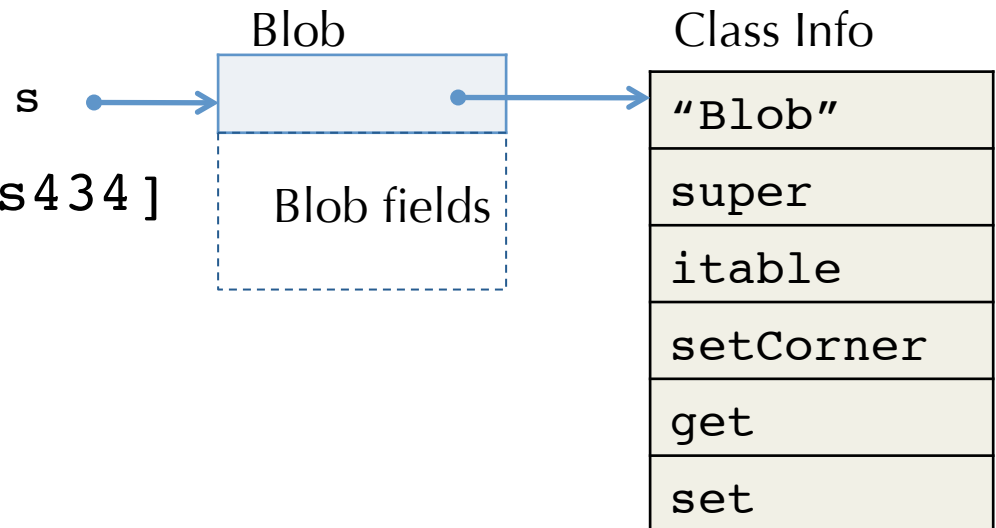 Blob
Class Info
s
“Blob”
s434]
Blob fields
super
itable
setCorner
get
set